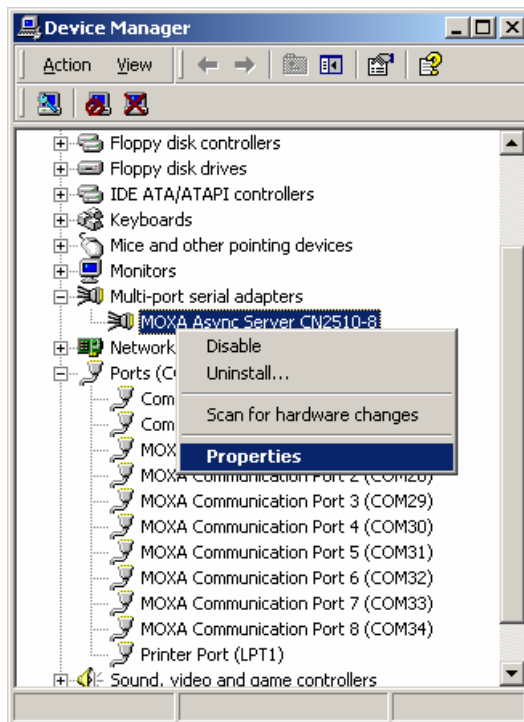 Device Manager
Action View
Floppy disk controllers
Floppy disk drives
IDE ATA/ATAPI controllers
Keyboards
Mice and other pointing devices
Monitors
Multi-port serial adapters
MOXA Async Server CN2510-8
Network
Disable
Ports (C
Uninstall...
Com
Com
Scan for hardware changes
MOX
Properties
MOXA Communication Port 2 (COM28)
MOXA Communication Port 3 (COM29)
MOXA Communication Port 4 (COM30)
MOXA Communication Port 5 (COM31)
MOXA Communication Port 6 (COM32)
MOXA Communication Port 7 (COM33)
MOXA Communication Port 8 (COM34)
Printer Port (LPT1)
Sound, video and game controllers